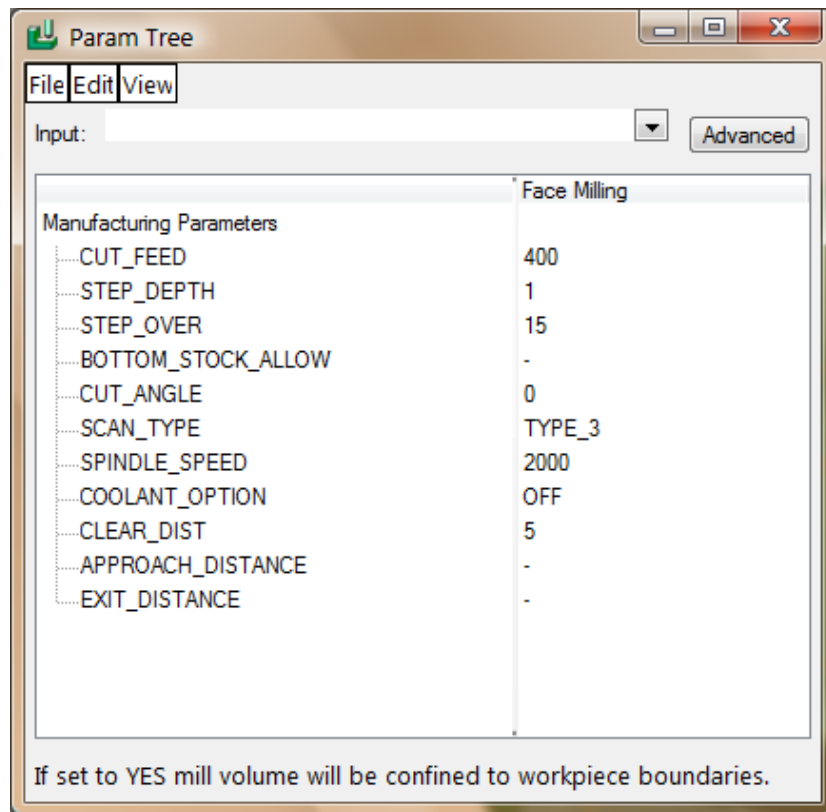 Param Tree
File Edit View
Input: Advanced
Face Milling
Manufacturing Parameters
CUT_FEED 400
STEP_DEPTH 1
STEP_OVER 15
BOTTOM_STOCK_ALLOW -
CUT_ANGLE 0
SCAN_TYPE TYPE_3
SPINDLE_SPEED 2000
COOLANT_OPTION OFF
CLEAR_DIST 5
APPROACH_DISTANCE -
EXIT_DISTANCE -
If set to YES mill volume will be confined to workpiece boundaries.